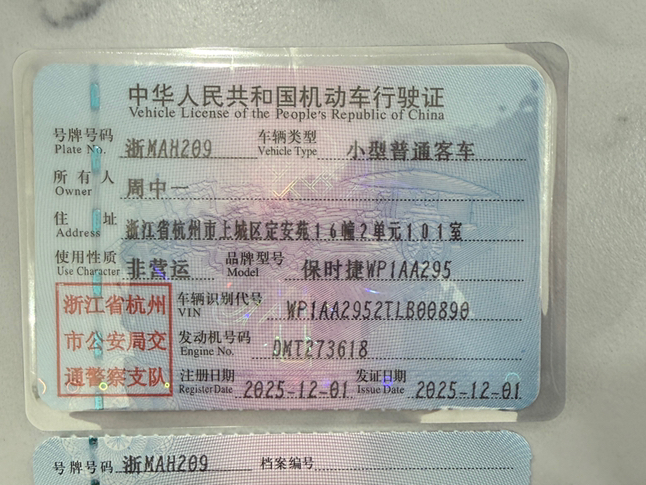 中华人民共和国机动车行驶证
Vehicle License of the People's Republic of China
号牌号码 浙MAH209 车辆类型 小型普通客车
Plate No. Vehicle Type
所有人 周中一
Owner
住址 浙江省杭州市上城区定安苑16幢2单元101室
Address
使用性质 非营运 品牌型号 保时捷WP1AA295
Use Character Model
浙江省杭州市公安局交通警察支队
车辆识别代号 WP1AA2952TLB00890
VIN
发动机号码 DMT273618
Engine No.
注册日期 2025-12-01 发证日期 2025-12-01
Register Date Issue Date
号牌号码 浙MAH209 档案编号